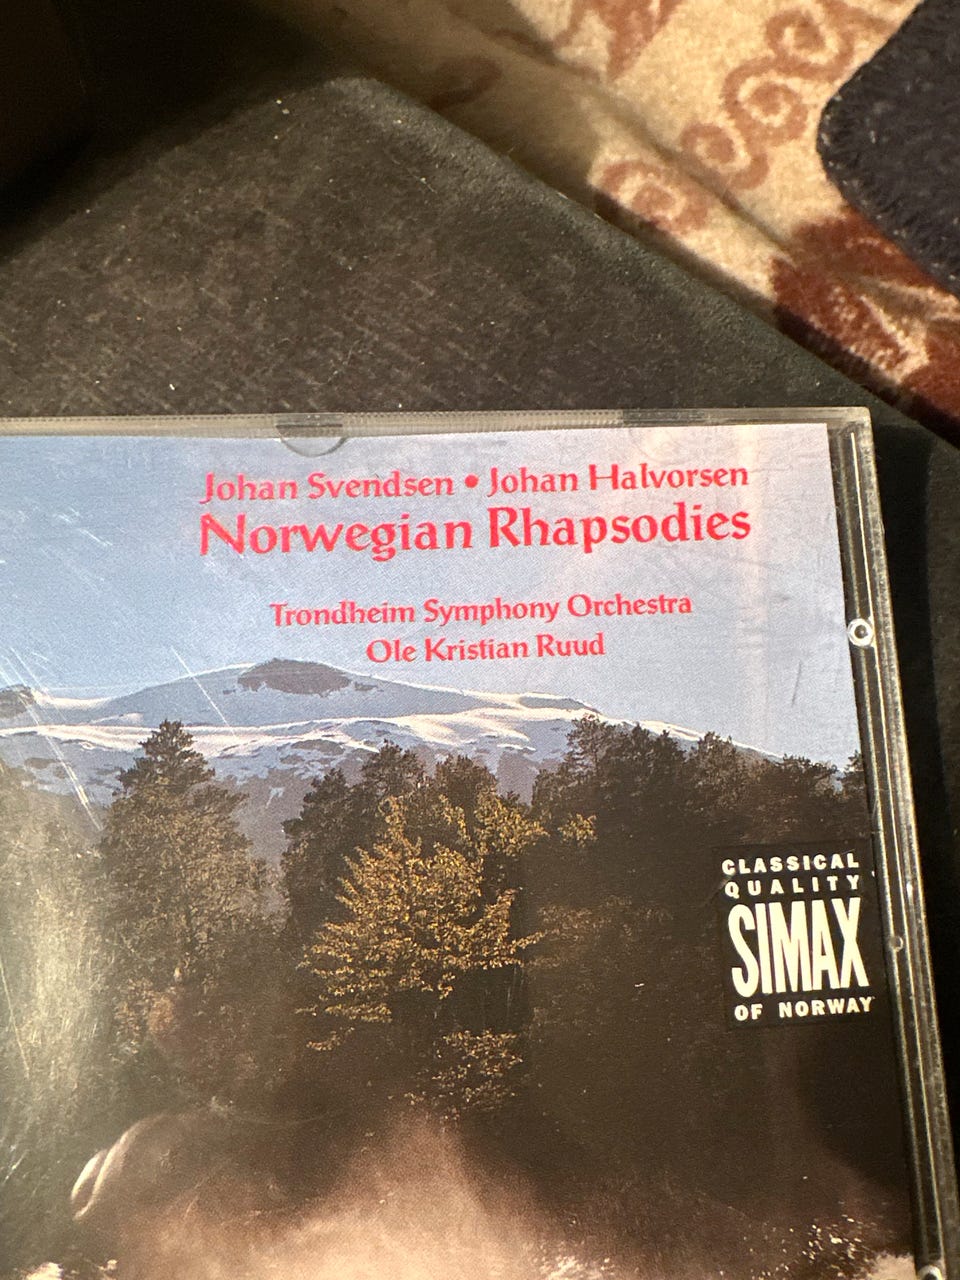 Johan Svendsen • Johan Halvorsen
Norwegian Rhapsodies
Trondheim Symphony Orchestra
Ole Kristian Ruud
CLASSICAL
QUALITY
SIMAX
OF NORWAY